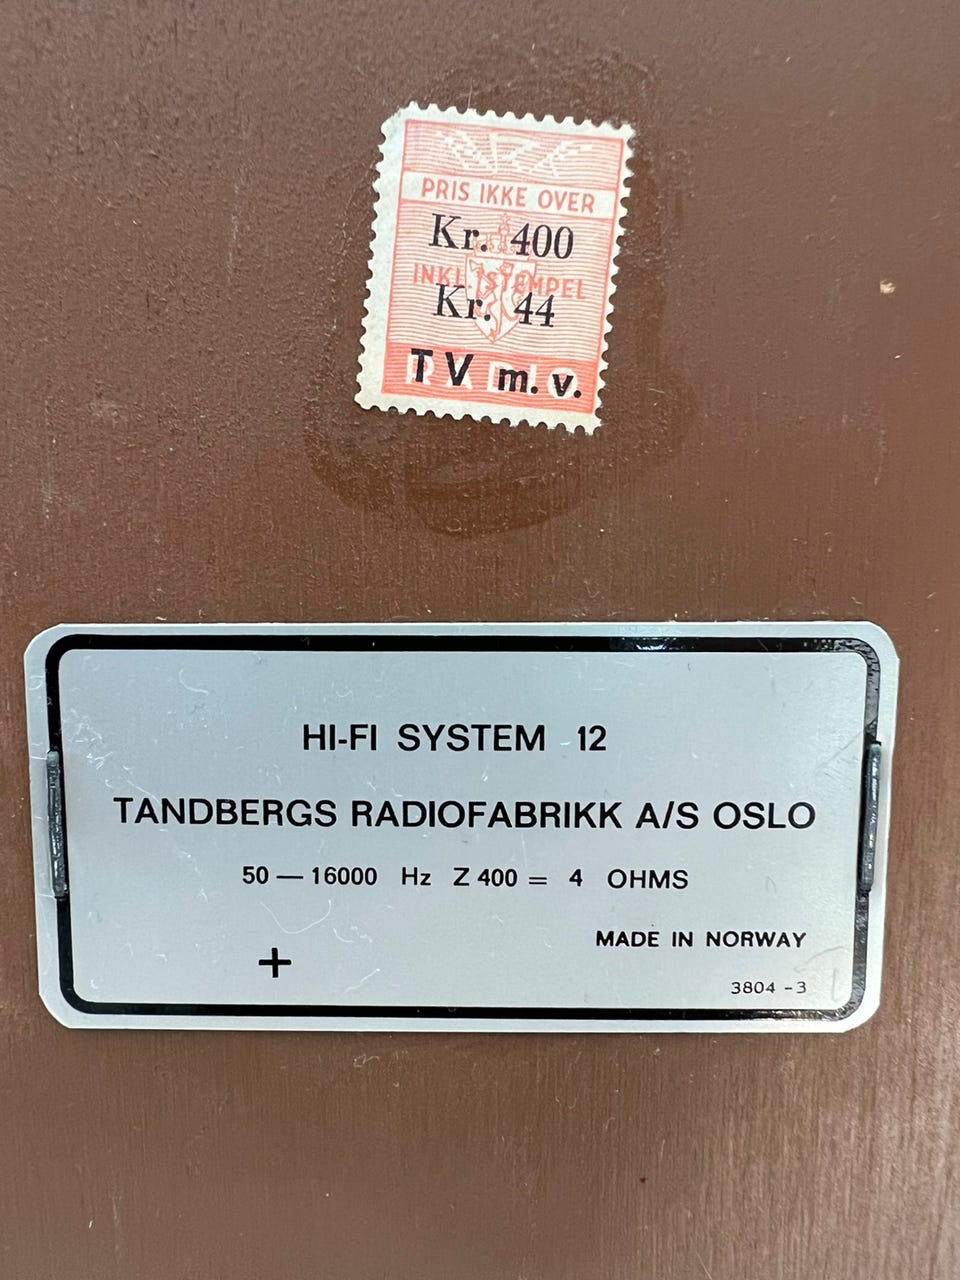 PRIS IKKE OVER
Kr. 400
INKL. STEMPEL
Kr. 44
RADIO
TV m. v.
HI-FI SYSTEM 12
TANDBERGS RADIOFABRIKK A/S OSLO
50 — 16000 Hz Z 400 = 4 OHMS
+
MADE IN NORWAY
3804 - 3